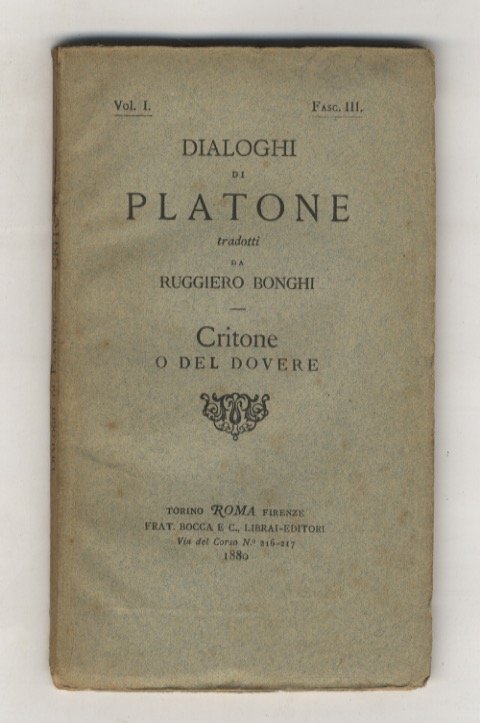 Vol. I. Fasc. III.
DIALOGHI
DI
PLATONE
tradotti
DA
RUGGIERO BONGHI
Critone
O DEL DOVERE
TORINO ROMA FIRENZE
FRAT. BOCCA E C., LIBRAI-EDITORI
Via del Corso N.º 216-217
1880